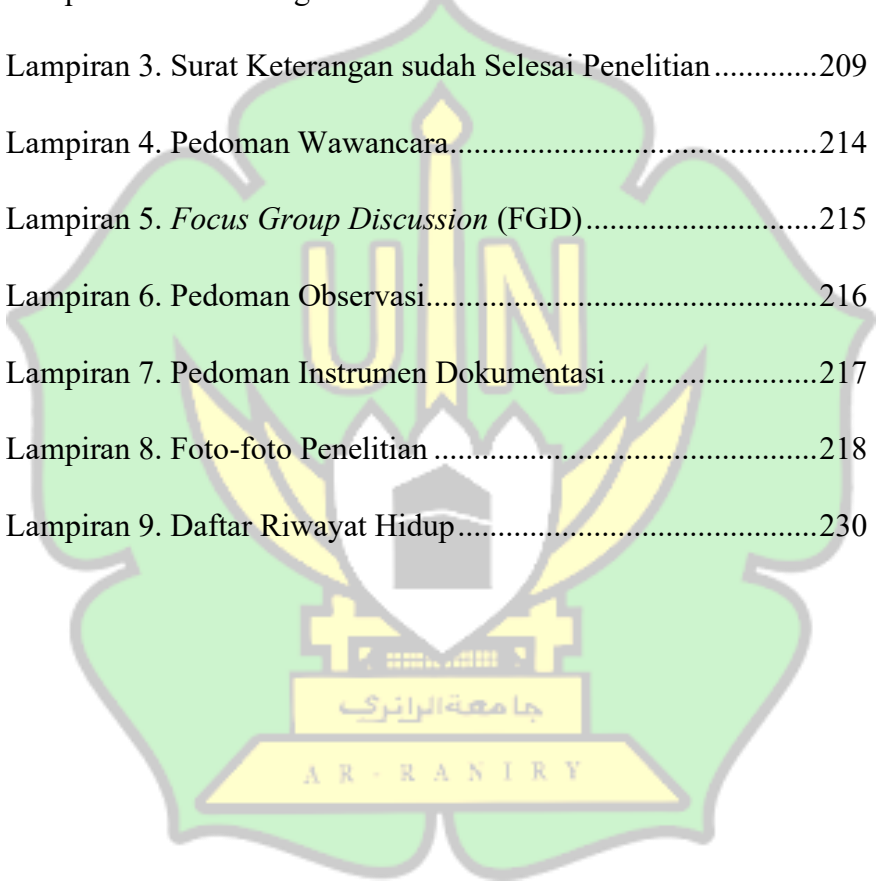 Lampiran 3. Surat Keterangan sudah Selesai Penelitian.............209
Lampiran 4. Pedoman Wawancara..............................................214
Lampiran 5. Focus Group Discussion (FGD).............................215
Lampiran 6. Pedoman Observasi.................................................216
Lampiran 7. Pedoman Instrumen Dokumentasi..........................217
Lampiran 8. Foto-foto Penelitian................................................218
Lampiran 9. Daftar Riwayat Hidup.............................................230
UIN
جامعة الرانري
AR-RANIRY